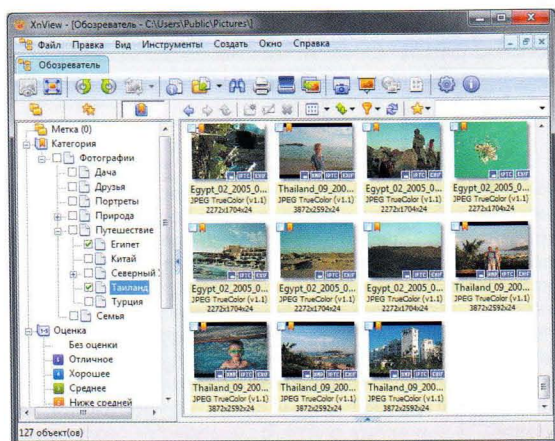 XnView - [Обозреватель - C:\Users\Public\Pictures\]
Файл Правка Вид Инструменты Создать Окно Справка
Обозреватель
Метка (0)
Категория
Фотографии
Дача
Друзья
Портреты
Природа
Путешествие
Египет
Китай
Северный
Таиланд
Турция
Семья
Оценка
Без оценки
Отличное
Хорошее
Среднее
Ниже средней
Egypt_02_2005_0... Thailand_09_200... Egypt_02_2005_0... Egypt_02_2005_0...
JPEG TrueColor (v1.1) JPEG TrueColor (v1.1) JPEG TrueColor (v1.1) JPEG TrueColor (v1.1)
2272x1704x24 3872x2592x24 2272x1704x24 2272x1704x24
Egypt_02_2005_0... Egypt_02_2005_0... Egypt_02_2005_0... Thailand_09_200...
JPEG TrueColor (v1.1) JPEG TrueColor (v1.1) JPEG TrueColor (v1.1) JPEG TrueColor (v1.1)
2272x1704x24 2272x1704x24 2272x1704x24 3872x2592x24
Thailand_09_200... Thailand_09_200... Thailand_09_200...
JPEG TrueColor (v1.1) JPEG TrueColor (v1.1) JPEG TrueColor (v1.1)
3872x2592x24 3872x2592x24 3872x2592x24
127 объект(ов)